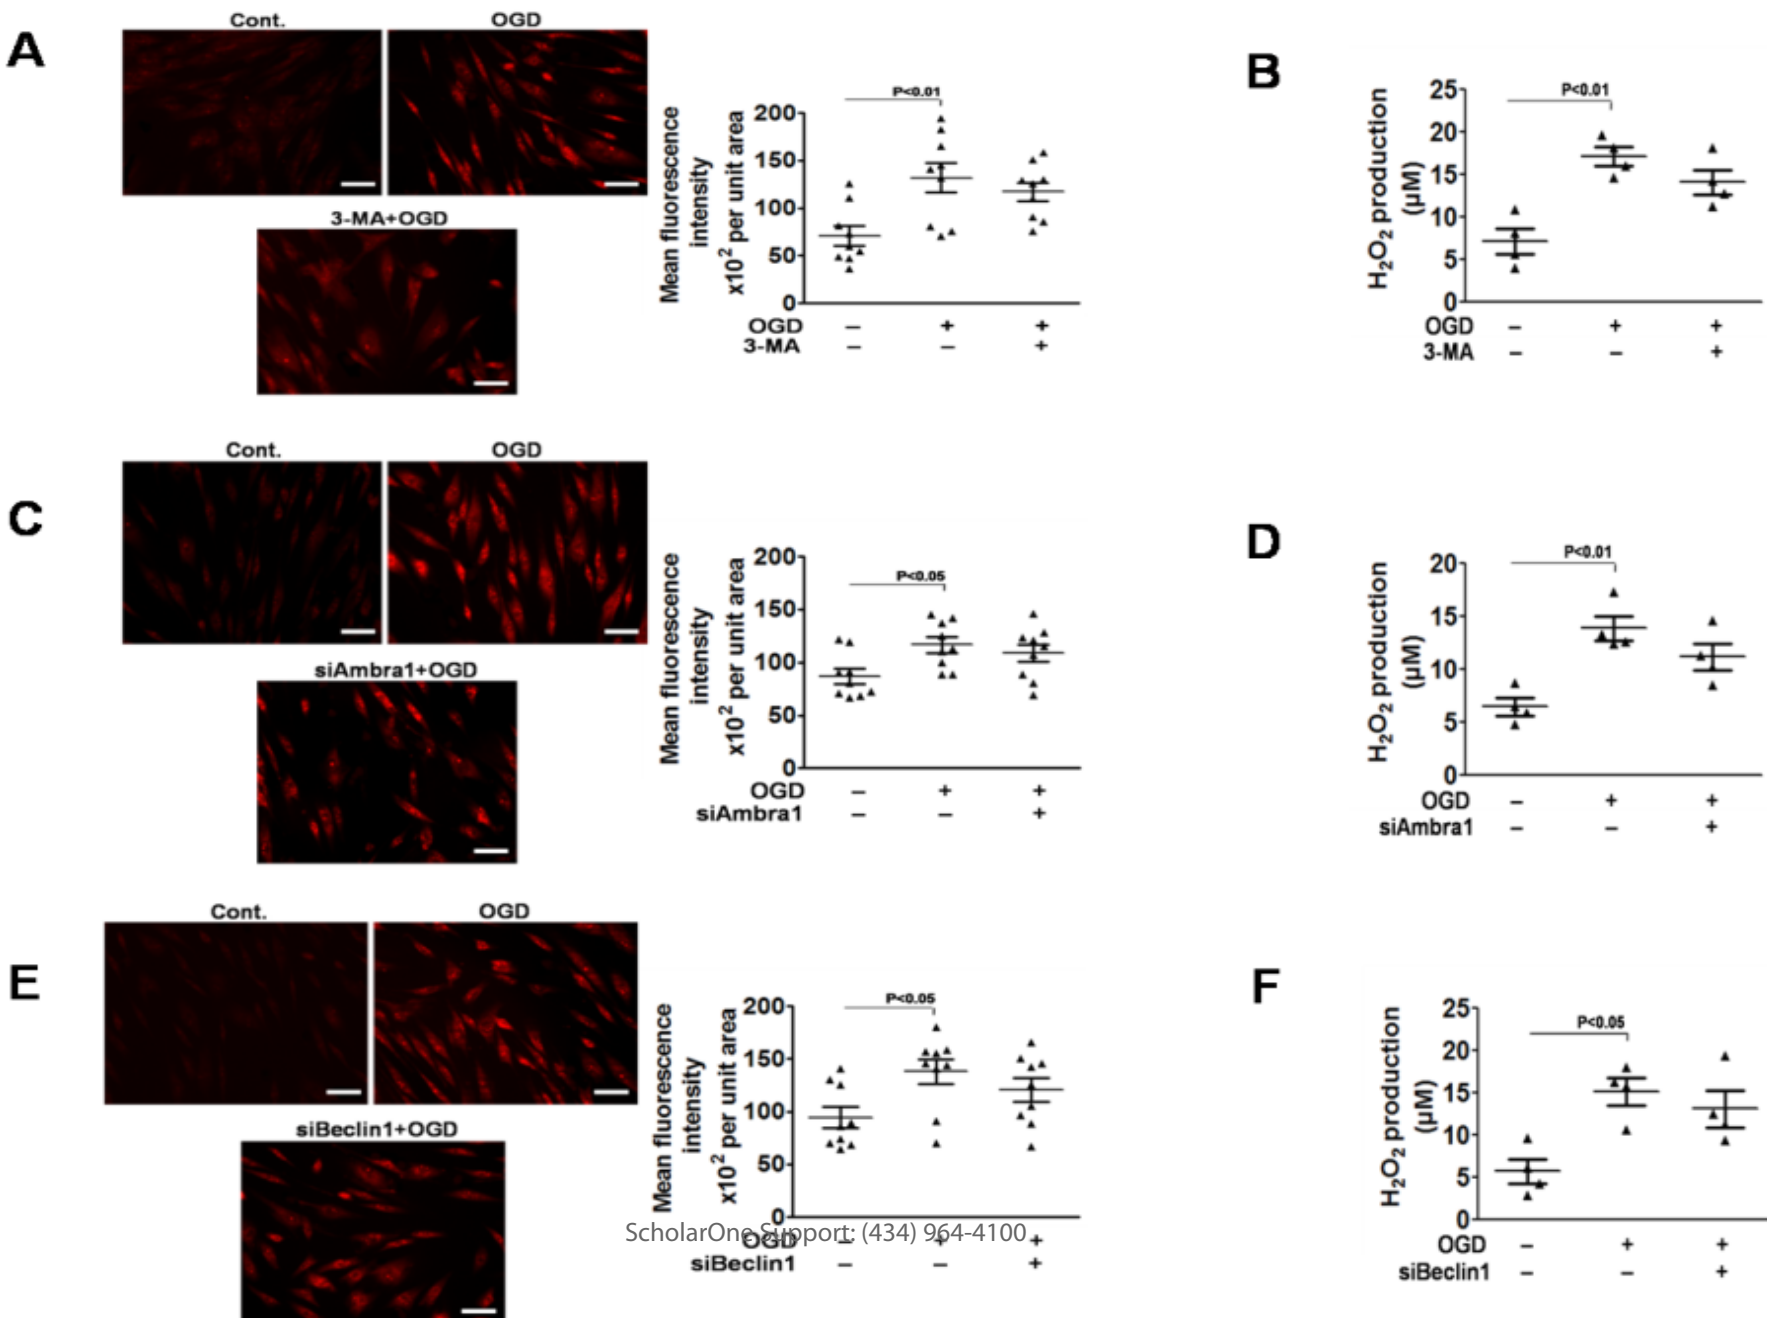 A
Cont.
OGD
3-MA+OGD
Mean fluorescence
intensity
x10² per unit area
200
150
100
50
0
P<0.01
OGD – + +
3-MA – – +
B
H₂O₂ production
(µM)
25
20
15
10
5
0
P<0.01
OGD – + +
3-MA – – +
C
Cont.
OGD
siAmbra1+OGD
Mean fluorescence
intensity
x10² per unit area
200
150
100
50
0
P<0.05
OGD – + +
siAmbra1 – – +
D
H₂O₂ production
(µM)
20
15
10
5
0
P<0.01
OGD – + +
siAmbra1 – – +
E
Cont.
OGD
siBeclin1+OGD
Mean fluorescence
intensity
x10² per unit area
200
150
100
50
0
P<0.05
OGD – + +
siBeclin1 – – +
ScholarOne Support: (434) 964-4100
F
H₂O₂ production
(µM)
25
20
15
10
5
0
P<0.05
OGD – + +
siBeclin1 – – +